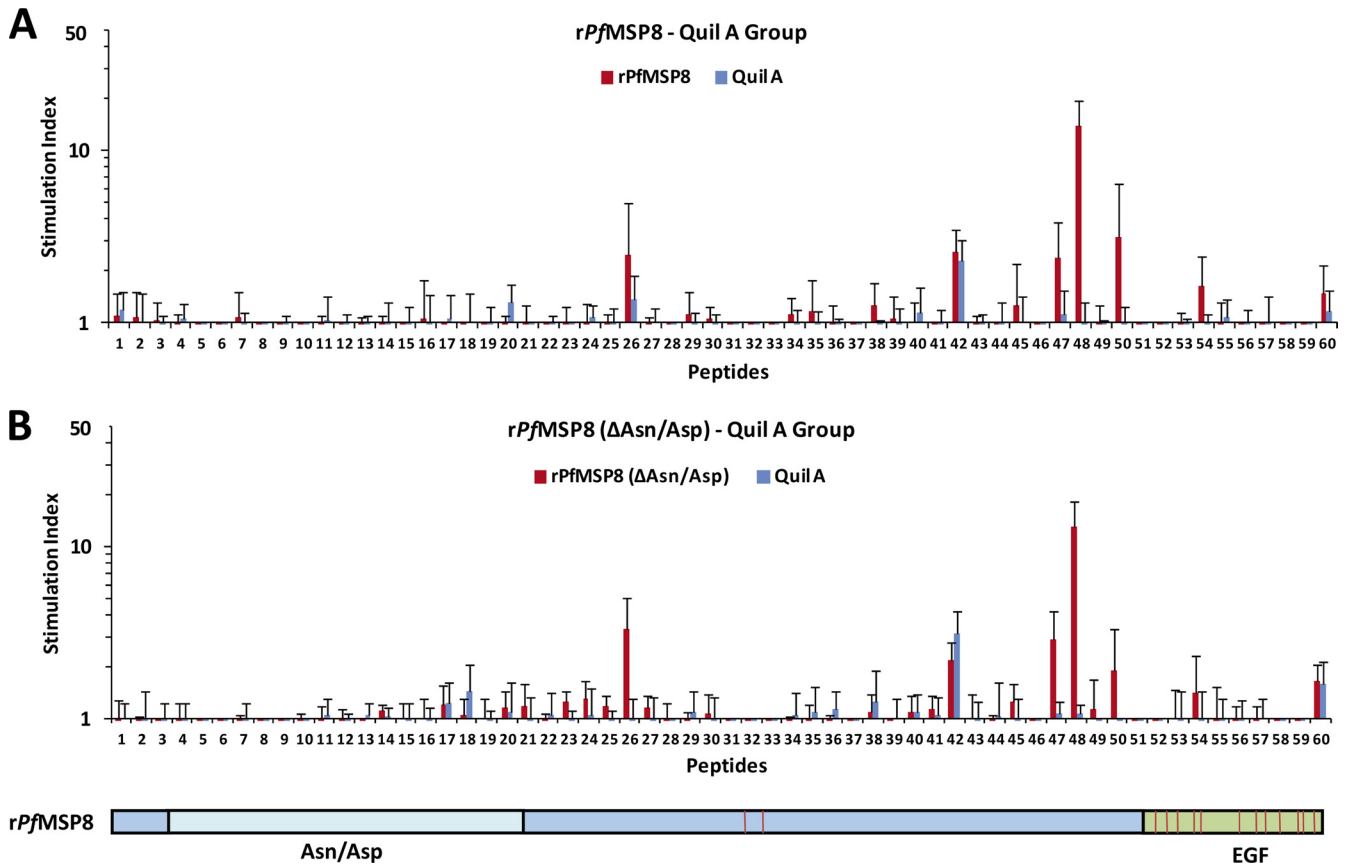 A
rPfMSP8 - Quil A Group
rPfMSP8 Quil A
Stimulation Index
50
10
1
1 2 3 4 5 6 7 8 9 10 11 12 13 14 15 16 17 18 19 20 21 22 23 24 25 26 27 28 29 30 31 32 33 34 35 36 37 38 39 40 41 42 43 44 45 46 47 48 49 50 51 52 53 54 55 56 57 58 59 60
Peptides
B
rPfMSP8 (ΔAsn/Asp) - Quil A Group
rPfMSP8 (ΔAsn/Asp) Quil A
Stimulation Index
50
10
1
1 2 3 4 5 6 7 8 9 10 11 12 13 14 15 16 17 18 19 20 21 22 23 24 25 26 27 28 29 30 31 32 33 34 35 36 37 38 39 40 41 42 43 44 45 46 47 48 49 50 51 52 53 54 55 56 57 58 59 60
Peptides
rPfMSP8
Asn/Asp EGF